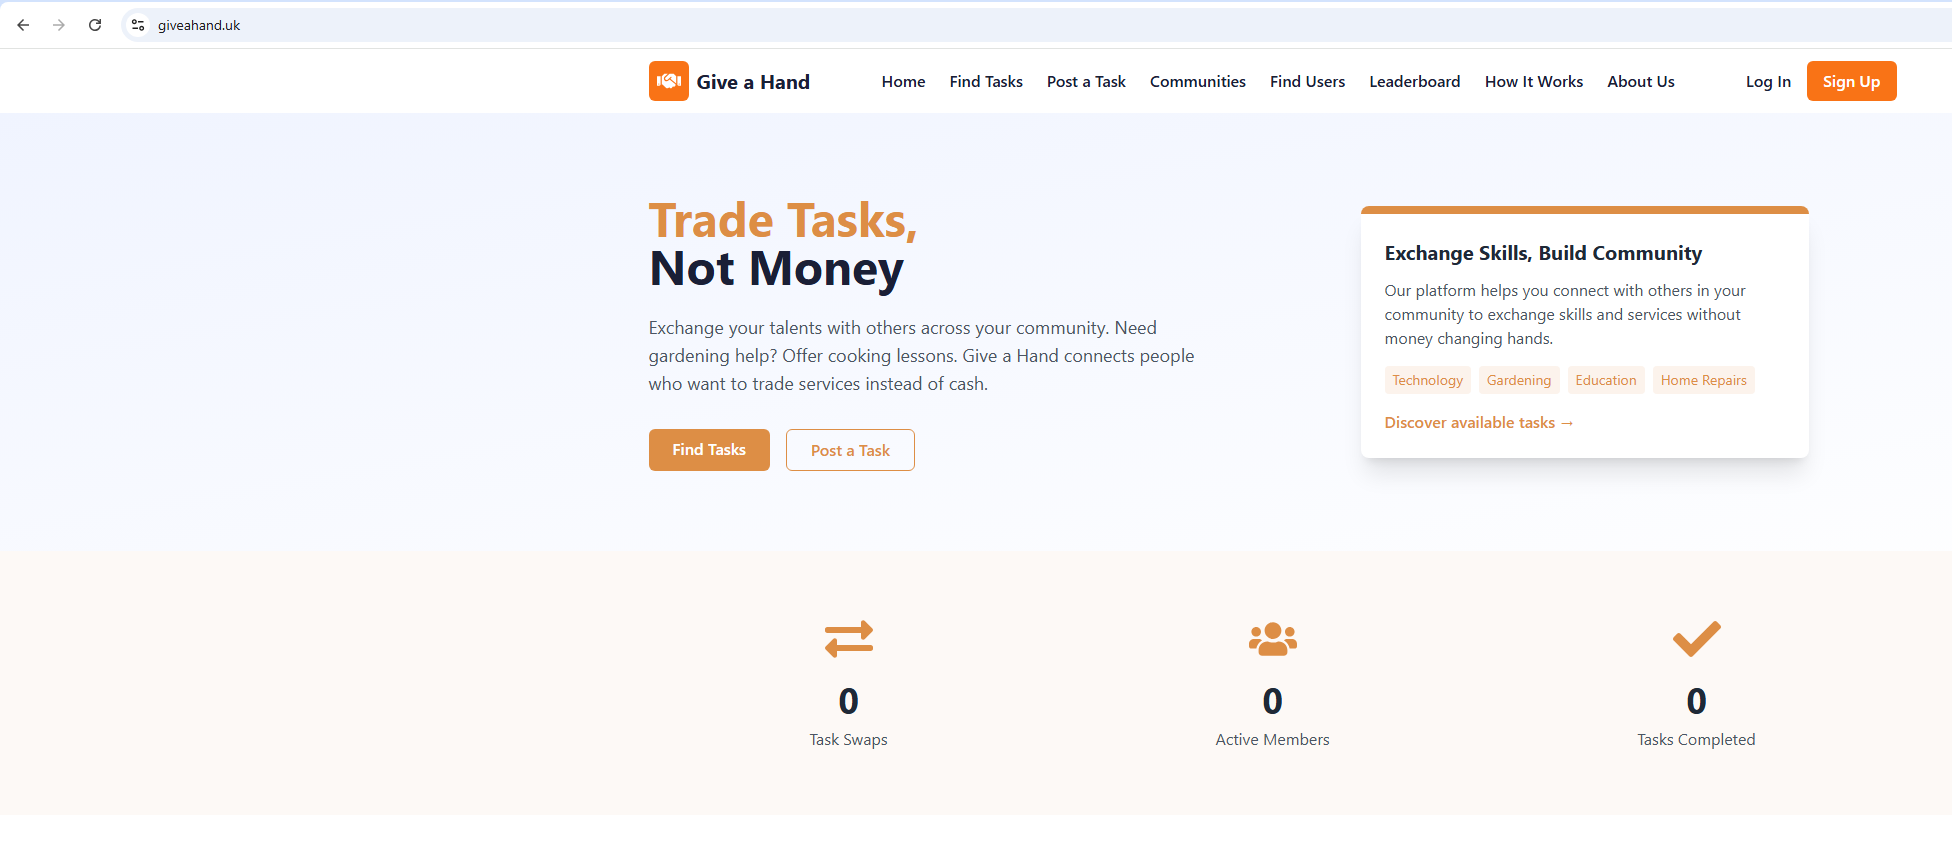 giveahand.uk
Give a Hand
Home
Find Tasks
Post a Task
Communities
Find Users
Leaderboard
How It Works
About Us
Log In
Sign Up
Trade Tasks,
Not Money
Exchange your talents with others across your community. Need
gardening help? Offer cooking lessons. Give a Hand connects people
who want to trade services instead of cash.
Find Tasks
Post a Task
Exchange Skills, Build Community
Our platform helps you connect with others in your
community to exchange skills and services without
money changing hands.
Technology
Gardening
Education
Home Repairs
Discover available tasks →
0
Task Swaps
0
Active Members
0
Tasks Completed